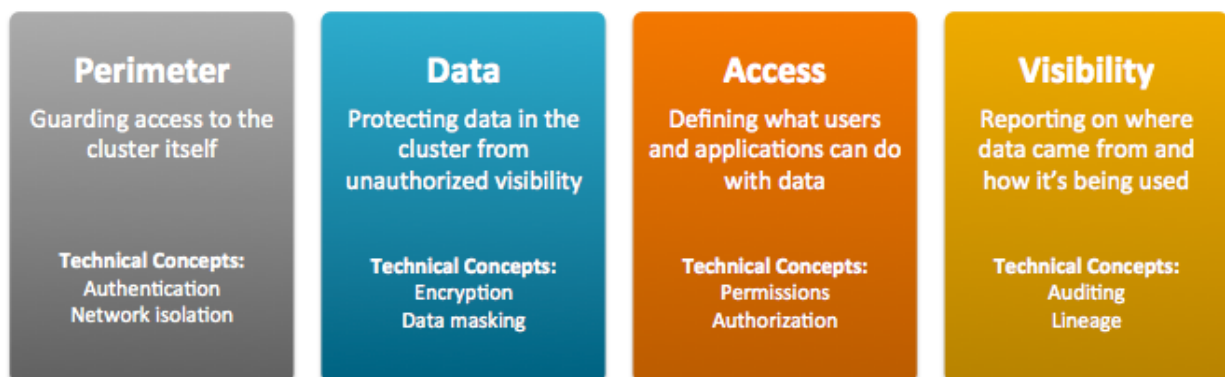 Perimeter
Guarding access to the
cluster itself
Technical Concepts:
Authentication
Network isolation
Data
Protecting data in the
cluster from
unauthorized visibility
Technical Concepts:
Encryption
Data masking
Access
Defining what users
and applications can do
with data
Technical Concepts:
Permissions
Authorization
Visibility
Reporting on where
data came from and
how it’s being used
Technical Concepts:
Auditing
Lineage